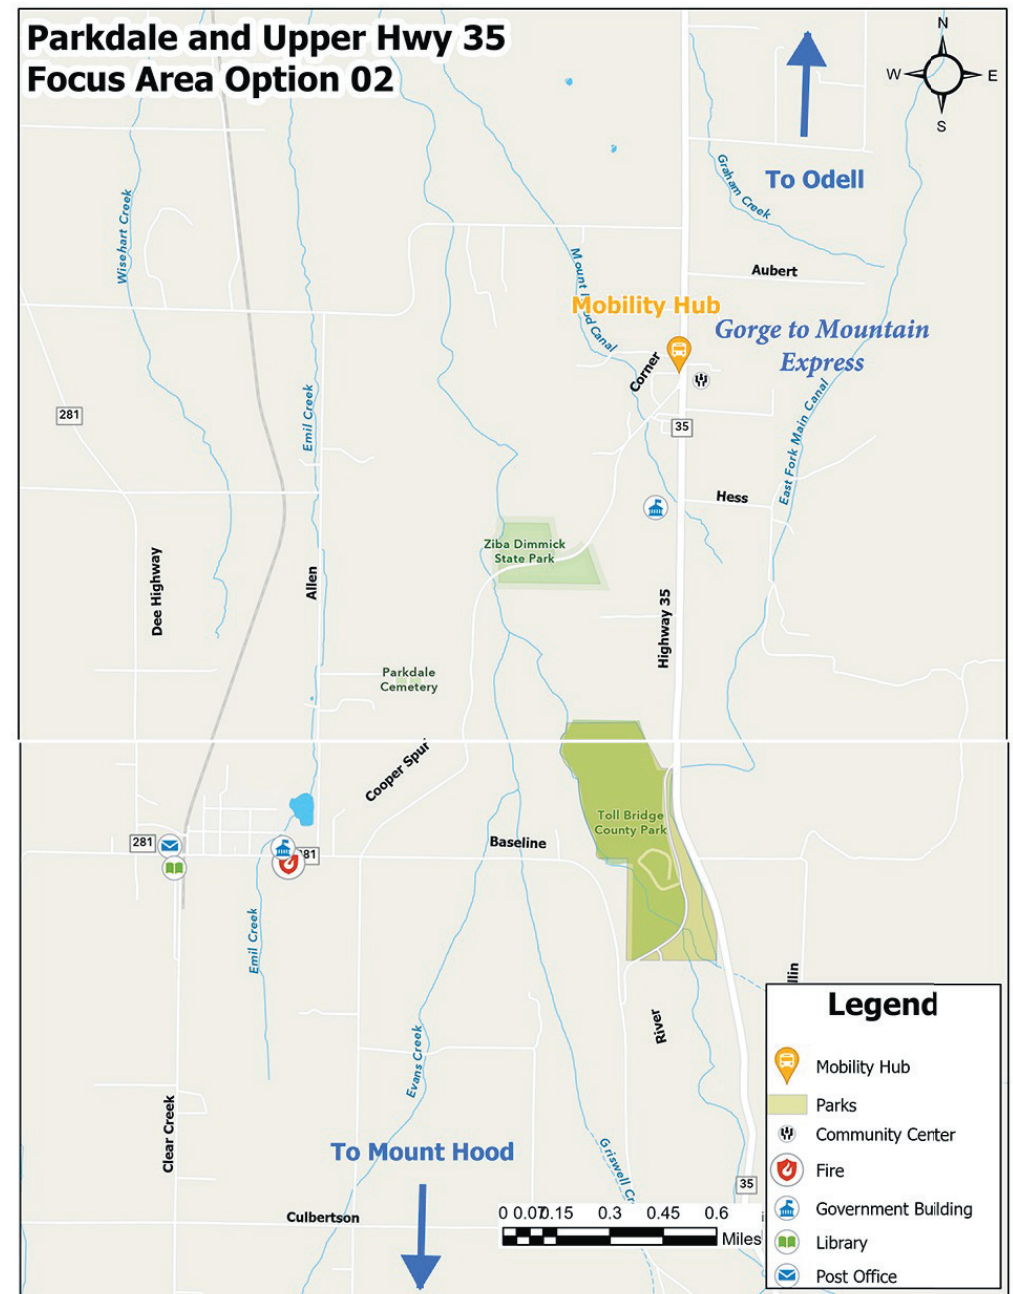 Parkdale and Upper Hwy 35
Focus Area Option 02
N
W
E
S
To Odell
Graham Creek
Wisehart Creek
Aubert
Mobility Hub
Gorge to Mountain
Express
Canal
Corner
35
281
Emil Creek
East Fork Main Canal
Hess
Ziba Dimmick
State Park
Dee Highway
Allen
Highway 35
Parkdale
Cemetery
Cooper Spur
Toll Bridge
County Park
281
Baseline
81
Emil Creek
llin
River
Evans Creek
Clear Creek
To Mount Hood
Griswell Cr
35
Culbertson
0 0.07 0.15 0.3 0.45 0.6
Miles
Legend
Mobility Hub
Parks
Community Center
Fire
Government Building
Library
Post Office